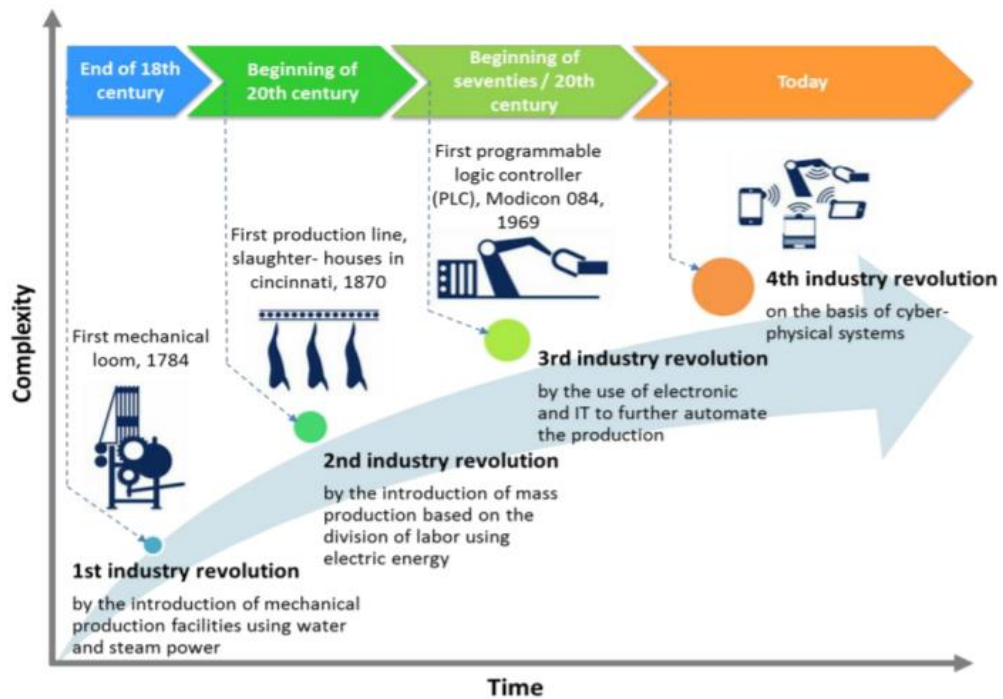 End of 18th
century
Beginning of
20th century
Beginning of
seventies / 20th
century
Today
First mechanical
loom, 1784
First production line,
slaughter- houses in
cincinnati, 1870
First programmable
logic controller
(PLC), Modicon 084,
1969
4th industry revolution
on the basis of cyber-
physical systems
3rd industry revolution
by the use of electronic
and IT to further automate
the production
2nd industry revolution
by the introduction of mass
production based on the
division of labor using
electric energy
1st industry revolution
by the introduction of mechanical
production facilities using water
and steam power
Complexity
Time